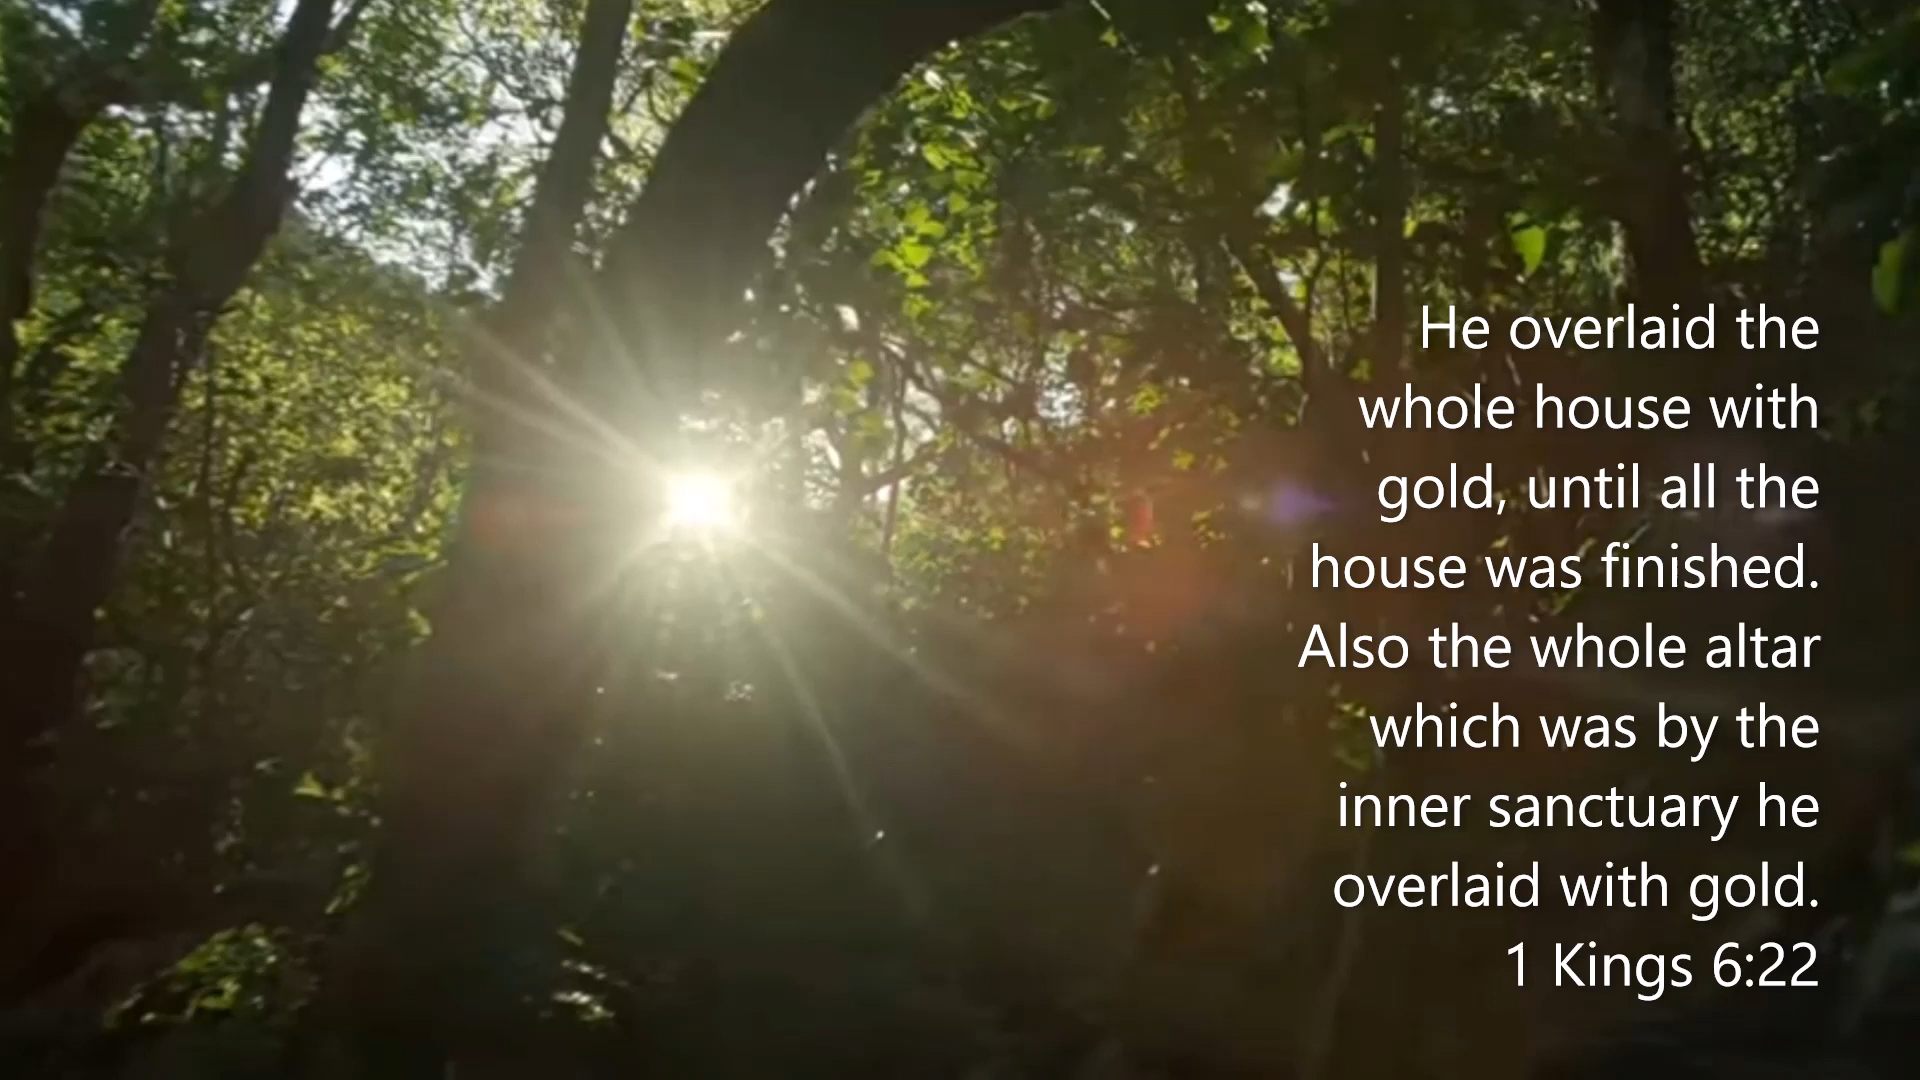 He overlaid the
whole house with
gold, until all the
house was finished.
Also the whole altar
which was by the
inner sanctuary he
overlaid with gold.
1 Kings 6:22